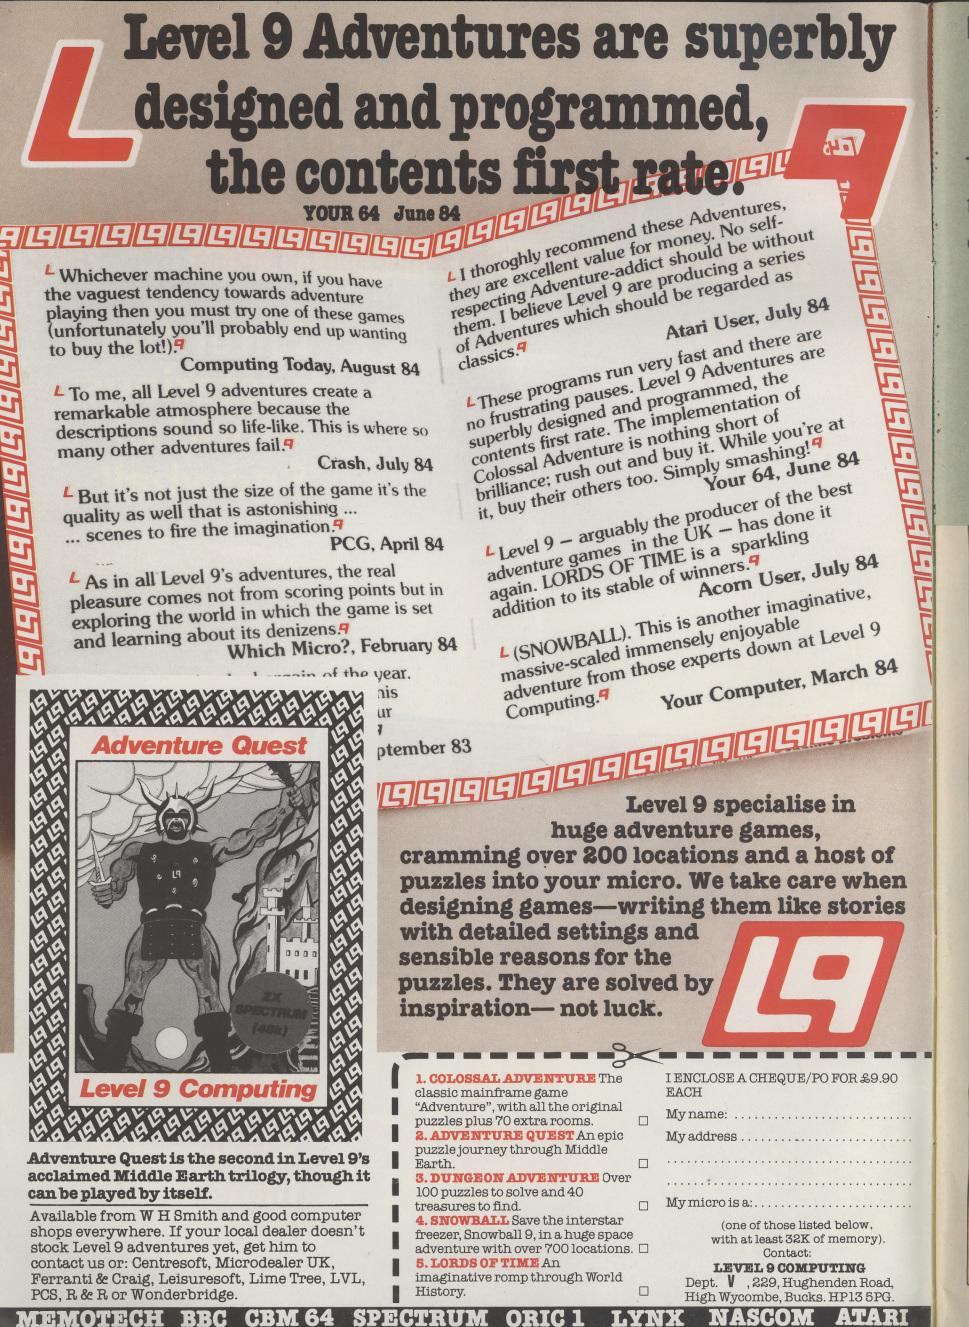 Level 9 Adventures are superbly
designed and programmed,
the contents first rate.
YOUR 64 June 84
L 9
L Whichever machine you own, if you have
the vaguest tendency towards adventure
playing then you must try one of these games
(unfortunately you'll probably end up wanting
to buy the lot!).9
Computing Today, August 84
L To me, all Level 9 adventures create a
remarkable atmosphere because the
descriptions sound so life-like. This is where so
many other adventures fail.9
Crash, July 84
L But it's not just the size of the game it's the
quality as well that is astonishing ...
... scenes to fire the imagination.9
PCG, April 84
L As in all Level 9's adventures, the real
pleasure comes not from scoring points but in
exploring the world in which the game is set
and learning about its denizens.9
Which Micro?, February 84
of the year.
L I thoroghly recommend these Adventures,
they are excellent value for money. No self-
respecting Adventure-addict should be without
them. I believe Level 9 are producing a series
of Adventures which should be regarded as
classics.9
Atari User, July 84
L These programs run very fast and there are
no frustrating pauses. Level 9 Adventures are
superbly designed and programmed, the
contents first rate. The implementation of
Colossal Adventure is nothing short of
brilliance; rush out and buy it. While you're at
it, buy their others too. Simply smashing!9
Your 64, June 84
L Level 9 – arguably the producer of the best
adventure games in the UK – has done it
again. LORDS OF TIME is a sparkling
addition to its stable of winners.9
Acorn User, July 84
L (SNOWBALL). This is another imaginative,
massive-scaled immensely enjoyable
adventure from those experts down at Level 9
Computing.9
Your Computer, March 84
ptember 83
Adventure Quest
L9
ZX
SPECTRUM
(48k)
Level 9 Computing
Level 9 specialise in
huge adventure games,
cramming over 200 locations and a host of
puzzles into your micro. We take care when
designing games—writing them like stories
with detailed settings and
sensible reasons for the
puzzles. They are solved by
inspiration— not luck.
L9
Adventure Quest is the second in Level 9's
acclaimed Middle Earth trilogy, though it
can be played by itself.
Available from W H Smith and good computer
shops everywhere. If your local dealer doesn't
stock Level 9 adventures yet, get him to
contact us or: Centresoft, Microdealer UK,
Ferranti & Craig, Leisuresoft, Lime Tree, LVL,
PCS, R & R or Wonderbridge.
1. COLOSSAL ADVENTURE The
classic mainframe game
"Adventure", with all the original
puzzles plus 70 extra rooms.
2. ADVENTURE QUEST An epic
puzzle journey through Middle
Earth.
3. DUNGEON ADVENTURE Over
100 puzzles to solve and 40
treasures to find.
4. SNOWBALL Save the interstar
freezer, Snowball 9, in a huge space
adventure with over 700 locations.
5. LORDS OF TIME An
imaginative romp through World
History.
I ENCLOSE A CHEQUE/PO FOR £9.90
EACH
My name:
My address
My micro is a:
(one of those listed below,
with at least 32K of memory).
Contact:
LEVEL 9 COMPUTING
Dept. V , 229, Hughenden Road,
High Wycombe, Bucks. HP13 5PG.
MEMOTECH BBC CBM 64 SPECTRUM ORIC 1 LYNX NASCOM ATARI